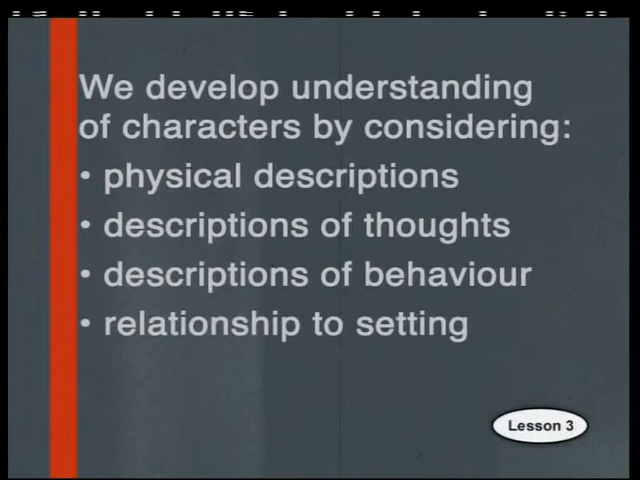 We develop understanding
of characters by considering:
• physical descriptions
• descriptions of thoughts
• descriptions of behaviour
• relationship to setting
Lesson 3